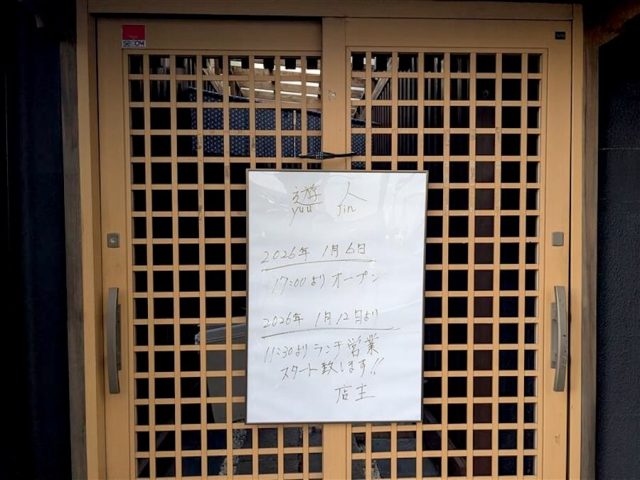 遊人
yuu Jin
2026年 1月6日
17:00より オープン
2026年 1月12日より
11:30より ランチ営業
スタート致します!!
店主